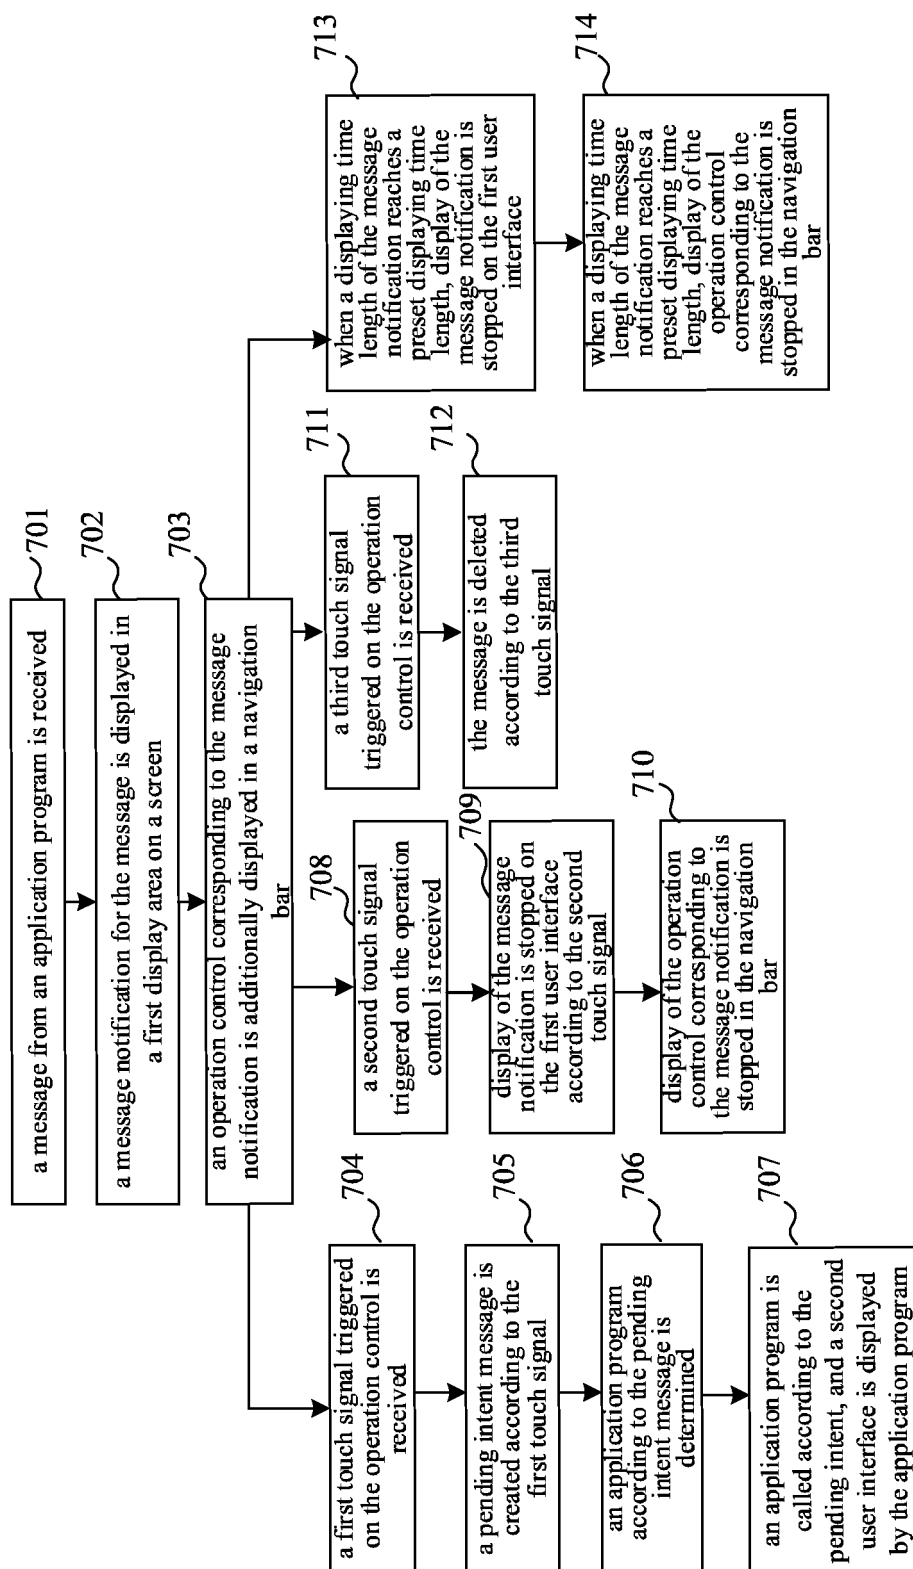 701
a message from an application program is received
702
a message notification for the message is displayed in
a first display area on a screen
703
an operation control corresponding to the message
notification is additionally displayed in a navigation
bar
704
a first touch signal triggered
on the operation control is
received
705
a pending intent message is
created according to the
first touch signal
706
an application program
according to the pending
intent message is
determined
707
an application program is
called according to the
pending intent, and a second
user interface is displayed
by the application program
708
a second touch signal
triggered on the operation
control is received
709
display of the message
notification is stopped on
the first user interface
according to the second
touch signal
710
display of the operation
control corresponding to
the message notification is
stopped in the navigation
bar
711
a third touch signal
triggered on the operation
control is received
712
the message is deleted
according to the third
touch signal
713
when a displaying time
length of the message
notification reaches a
preset displaying time
length, display of the
message notification is
stopped on the first user
interface
714
when a displaying time
length of the message
notification reaches a
preset displaying time
length, display of the
operation control
corresponding to the
message notification is
stopped in the navigation
bar